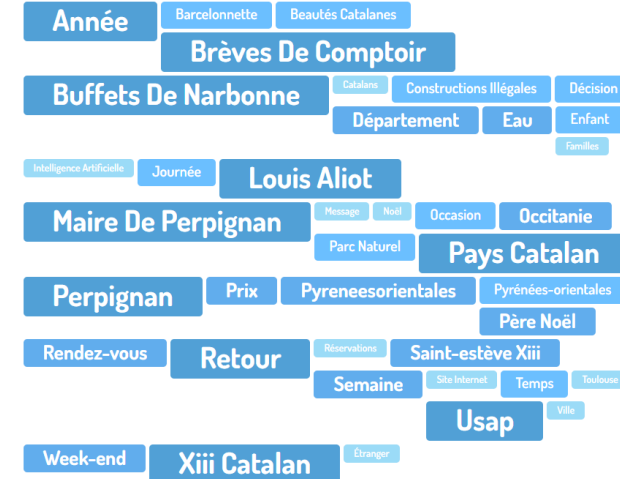 Année Barcelonnette Beautés Catalanes
Brèves De Comptoir
Buffets De Narbonne Catalans Constructions Illégales Décision
Département Eau Enfant
Familles
Intelligence Artificielle Journée Louis Aliot
Maire De Perpignan Message Noël Occasion Occitanie
Parc Naturel Pays Catalan
Perpignan Prix Pyreneesorientales Pyrénées-orientales
Père Noël
Rendez-vous Retour Réservations Saint-estève Xiii
Semaine Site Internet Temps Toulouse
Usap Ville
Week-end Xiii Catalan Étranger